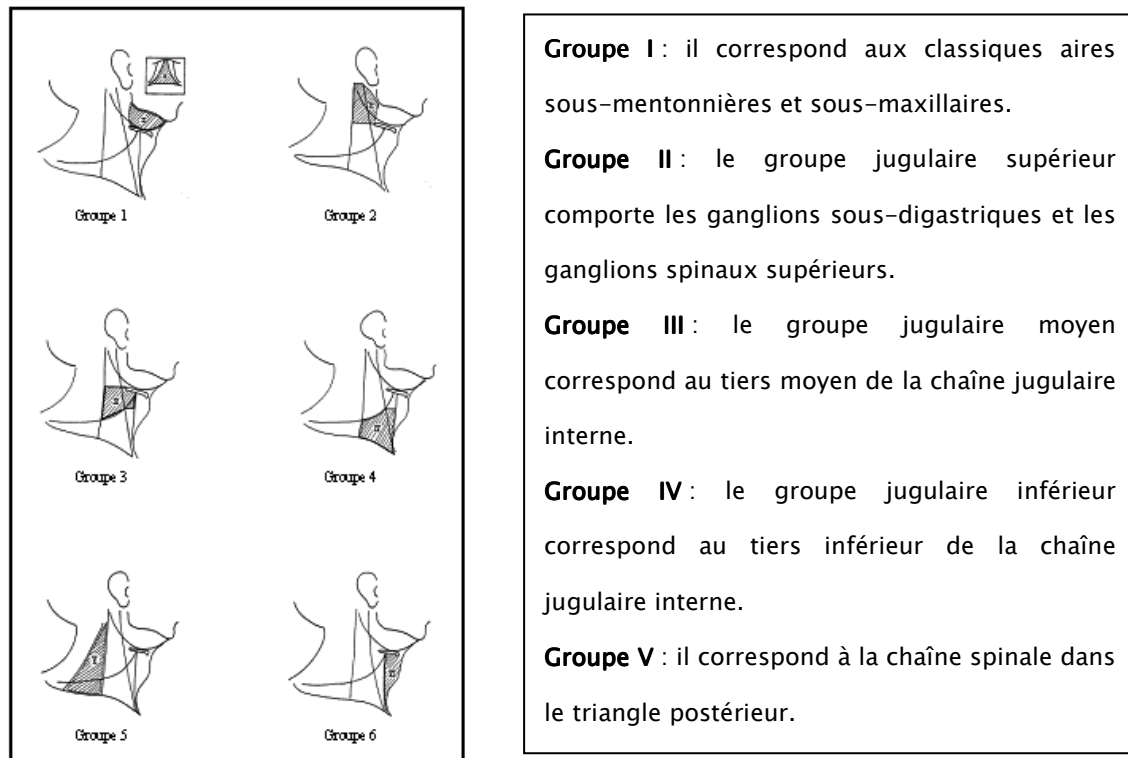 Groupe 1
Groupe 2
Groupe 3
Groupe 4
Groupe 5
Groupe 6
Groupe I : il correspond aux classiques aires
sous-mentonnières et sous-maxillaires.
Groupe II : le groupe jugulaire supérieur
comporte les ganglions sous-digastriques et les
ganglions spinaux supérieurs.
Groupe III : le groupe jugulaire moyen
correspond au tiers moyen de la chaîne jugulaire
interne.
Groupe IV : le groupe jugulaire inférieur
correspond au tiers inférieur de la chaîne
jugulaire interne.
Groupe V : il correspond à la chaîne spinale dans
le triangle postérieur.